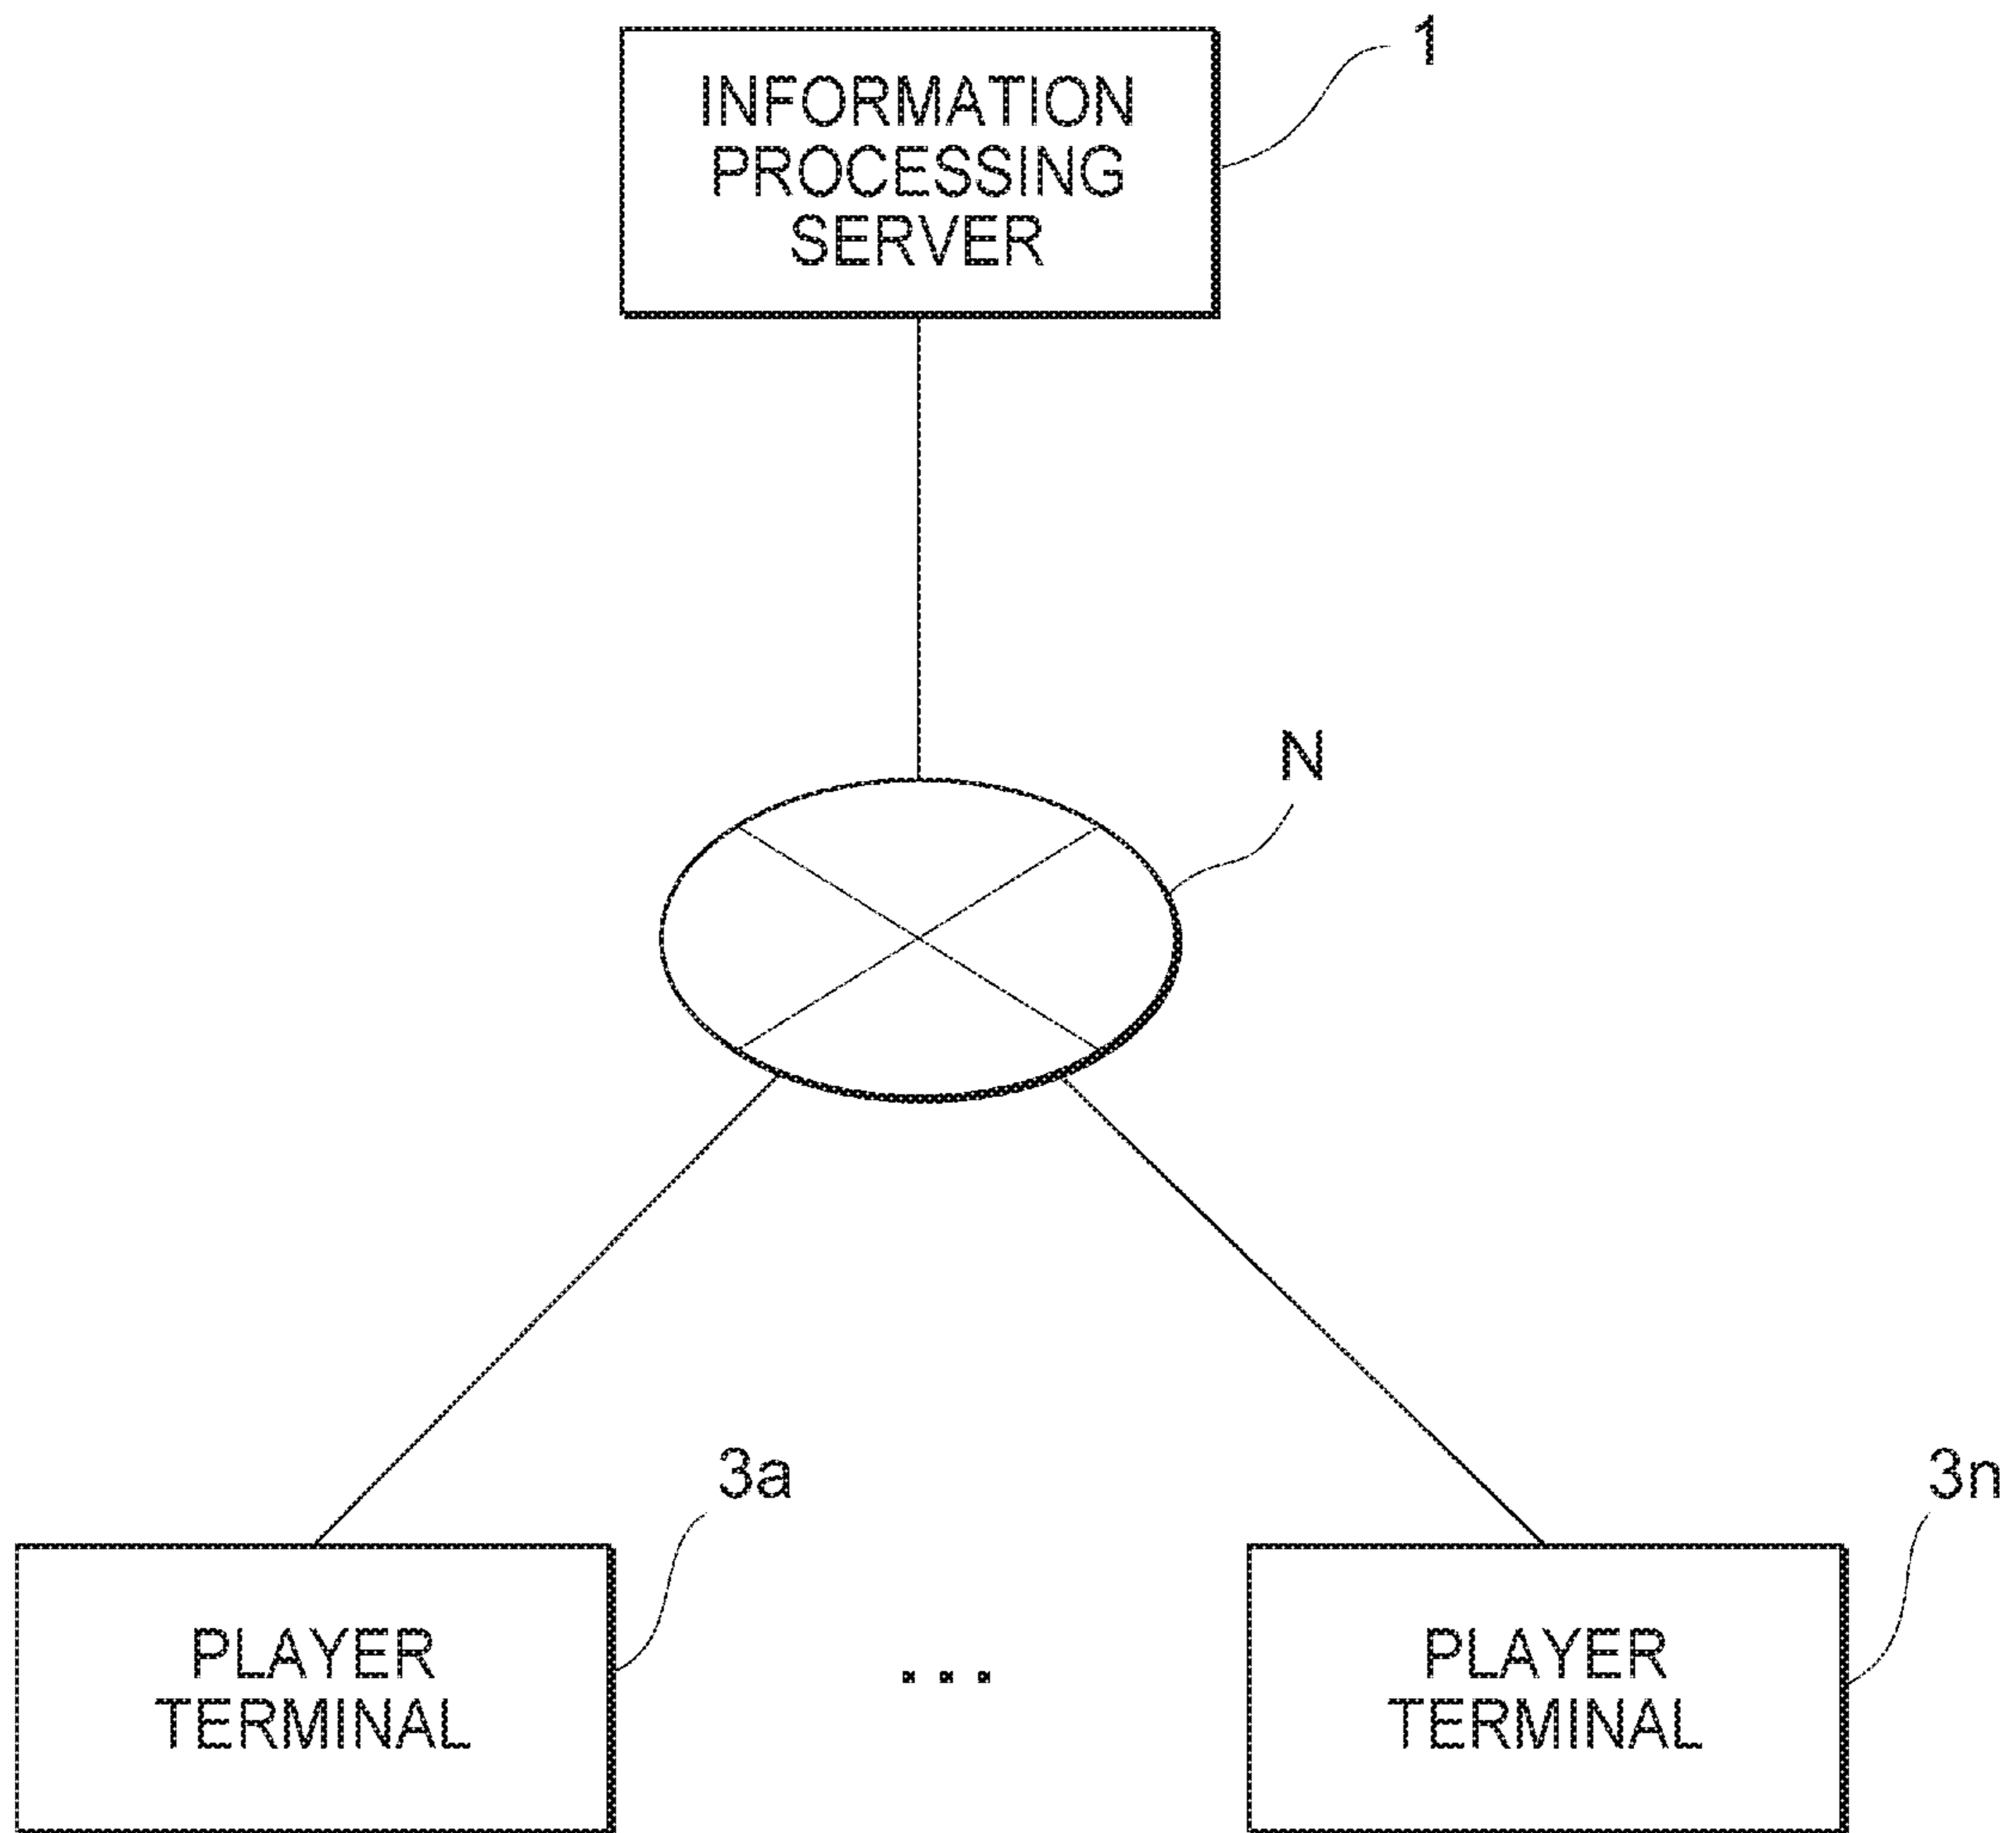 1
INFORMATION
PROCESSING
SERVER
N
3a
3n
PLAYER
TERMINAL
...
PLAYER
TERMINAL